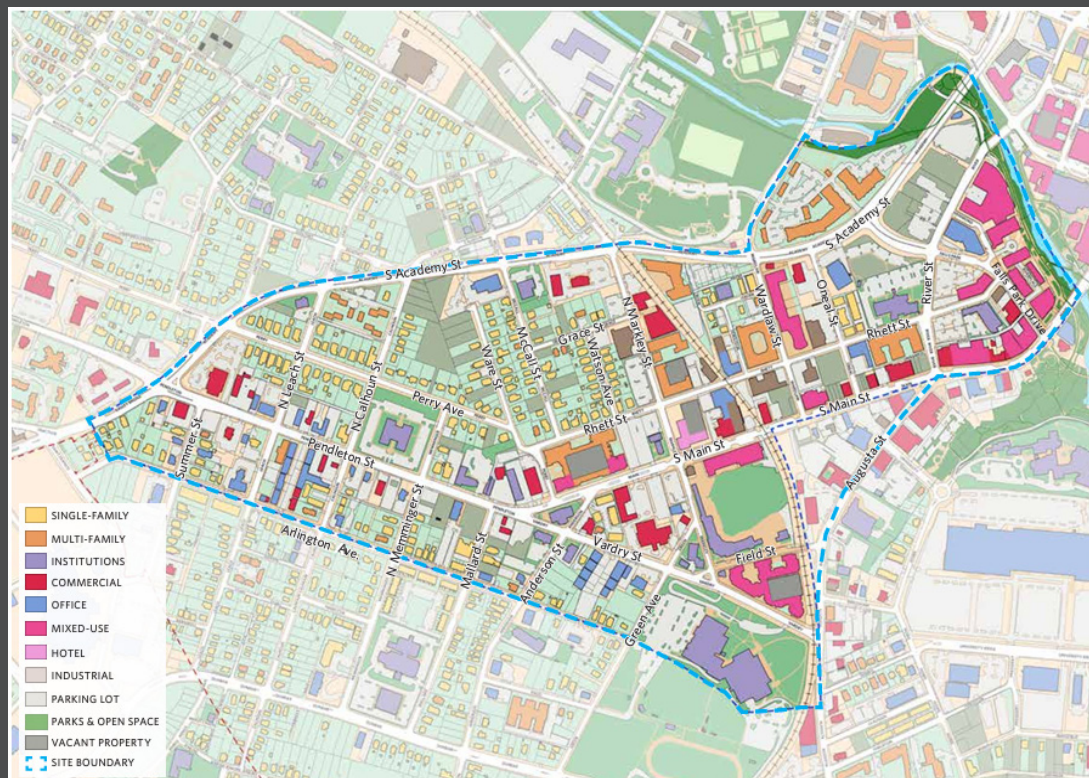 S Academy St
S Academy St
N Leach St
N Calhoun St
Perry Ave
Ware St
McCall St
Grace St
Watson Ave
N Markley St
Wardlaw St
Oneal St
River St
Falls Park Drive
Rhett St
Rhett St
S Main St
S Main St
Augusta St
Summer St
Pendleton St
Arlington Ave.
N Memminger St
Mallard St
Anderson St
Vardry St
Green Ave
Field St
SINGLE-FAMILY
MULTI-FAMILY
INSTITUTIONS
COMMERCIAL
OFFICE
MIXED-USE
HOTEL
INDUSTRIAL
PARKING LOT
PARKS & OPEN SPACE
VACANT PROPERTY
SITE BOUNDARY